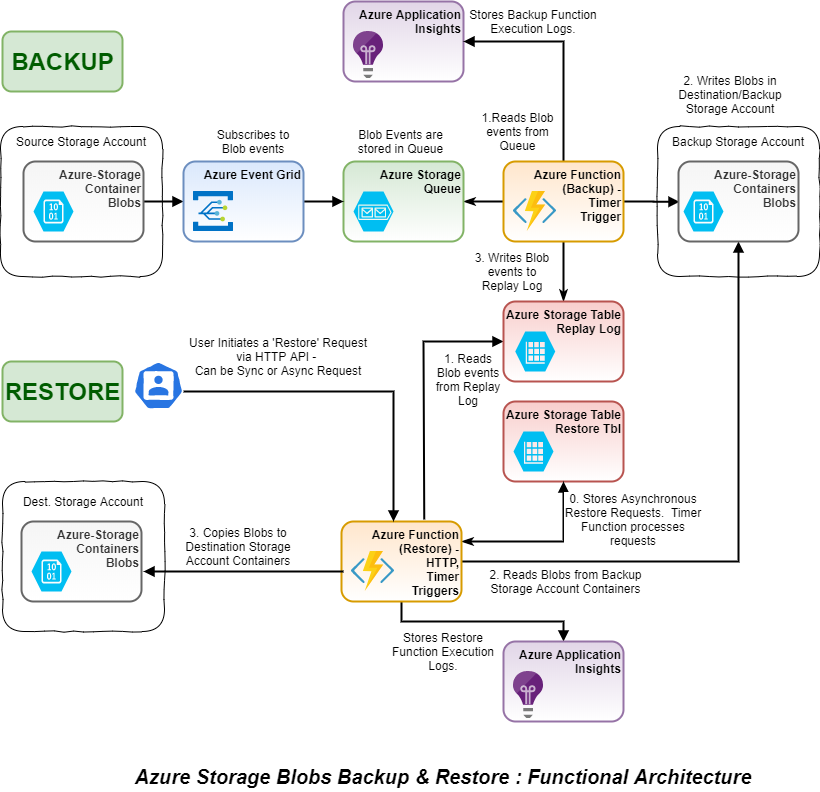 Azure Application
Insights
Stores Backup Function
Execution Logs.
BACKUP
2. Writes Blobs in
Destination/Backup
Storage Account
1.Reads Blob
events from
Queue
Source Storage Account
Subscribes to
Blob events
Blob Events are
stored in Queue
Backup Storage Account
Azure-Storage
Container
Blobs
10
01
Azure Event Grid
Azure Storage
Queue
Azure Function
(Backup) -
Timer
Trigger
Azure-Storage
Containers
Blobs
10
01
3. Writes Blob
events to
Replay Log
Azure Storage Table
Replay Log
User Initiates a 'Restore' Request
via HTTP API -
Can be Sync or Async Request
1. Reads
Blob events
from Replay
Log
RESTORE
Azure Storage Table
Restore Tbl
Dest. Storage Account
0. Stores Asynchronous
Restore Requests.  Timer
Function processes
requests
Azure-Storage
Containers
Blobs
10
01
3. Copies Blobs to
Destination Storage
Account Containers
Azure Function
(Restore) -
HTTP,
Timer
Triggers
2. Reads Blobs from Backup
Storage Account Containers
Stores Restore
Function Execution
Logs.
Azure Application
Insights
Azure Storage Blobs Backup & Restore : Functional Architecture